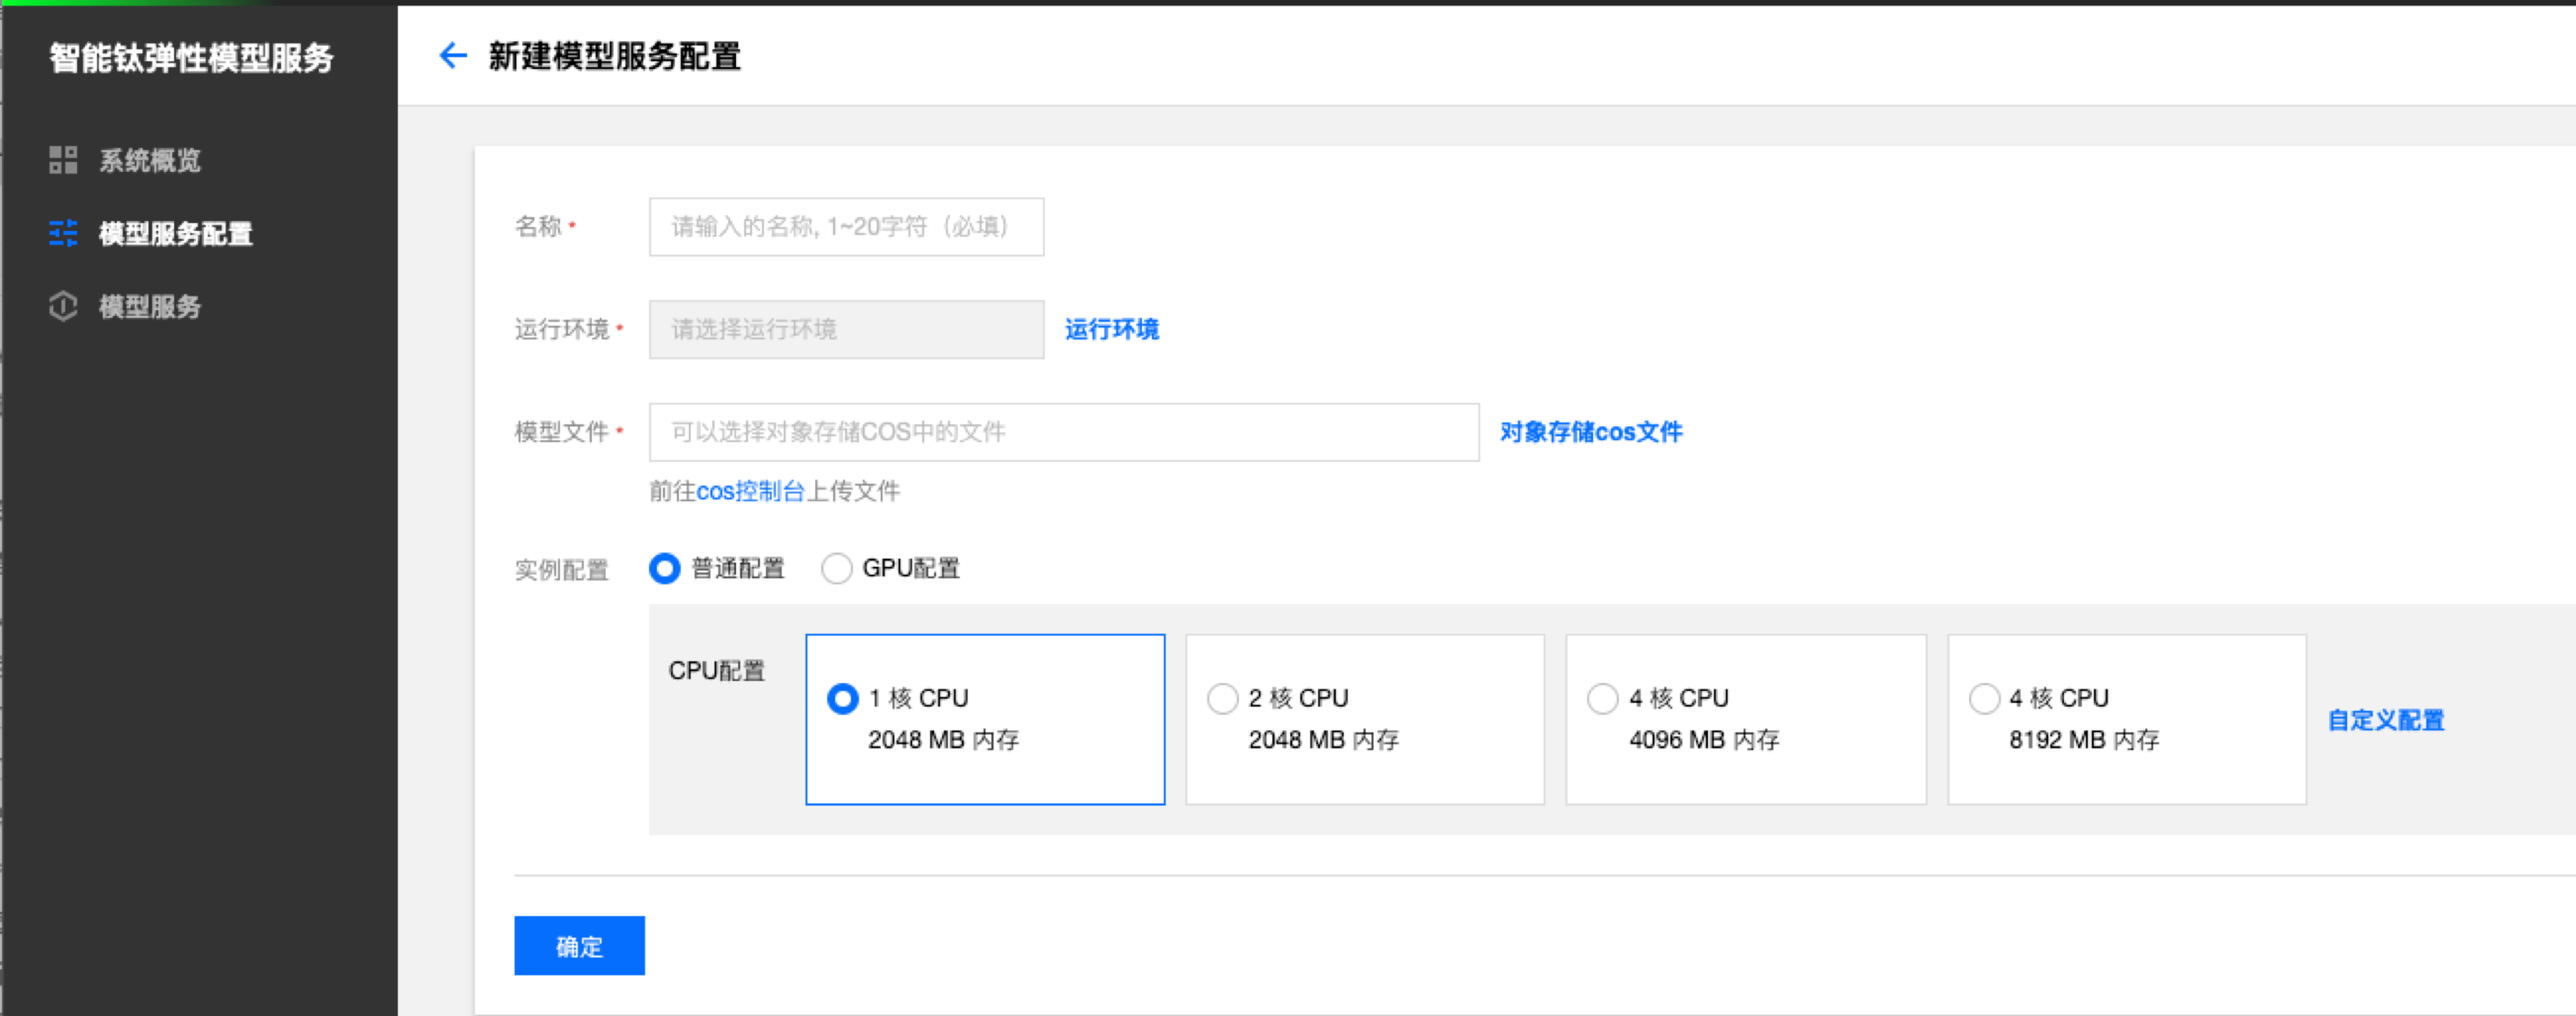 智能钛弹性模型服务
系统概览
模型服务配置
模型服务
新建模型服务配置
名称 * 请输入的名称, 1~20字符（必填）
运行环境 * 请选择运行环境 运行环境
模型文件 * 可以选择对象存储COS中的文件 对象存储cos文件
前往cos控制台上传文件
实例配置 普通配置 GPU配置
CPU配置
1 核 CPU
2048 MB 内存
2 核 CPU
2048 MB 内存
4 核 CPU
4096 MB 内存
4 核 CPU
8192 MB 内存
自定义配置
确定